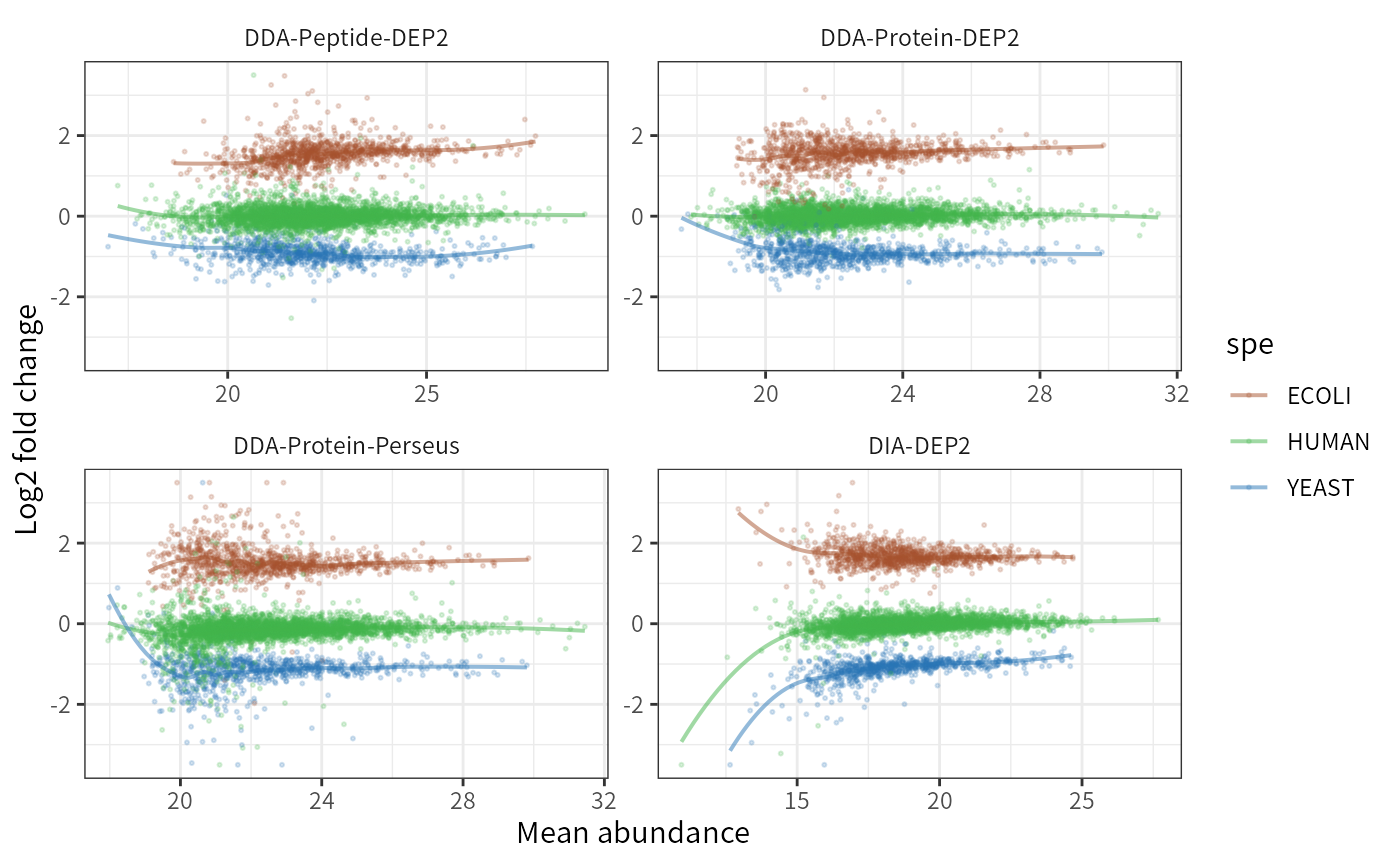 DDA-Peptide-DEP2
DDA-Protein-DEP2
2
0
-2
20
25
2
0
-2
20
24
28
32
DDA-Protein-Perseus
DIA-DEP2
2
0
-2
20
24
28
32
2
0
-2
15
20
25
Log2 fold change
Mean abundance
spe
ECOLI
HUMAN
YEAST